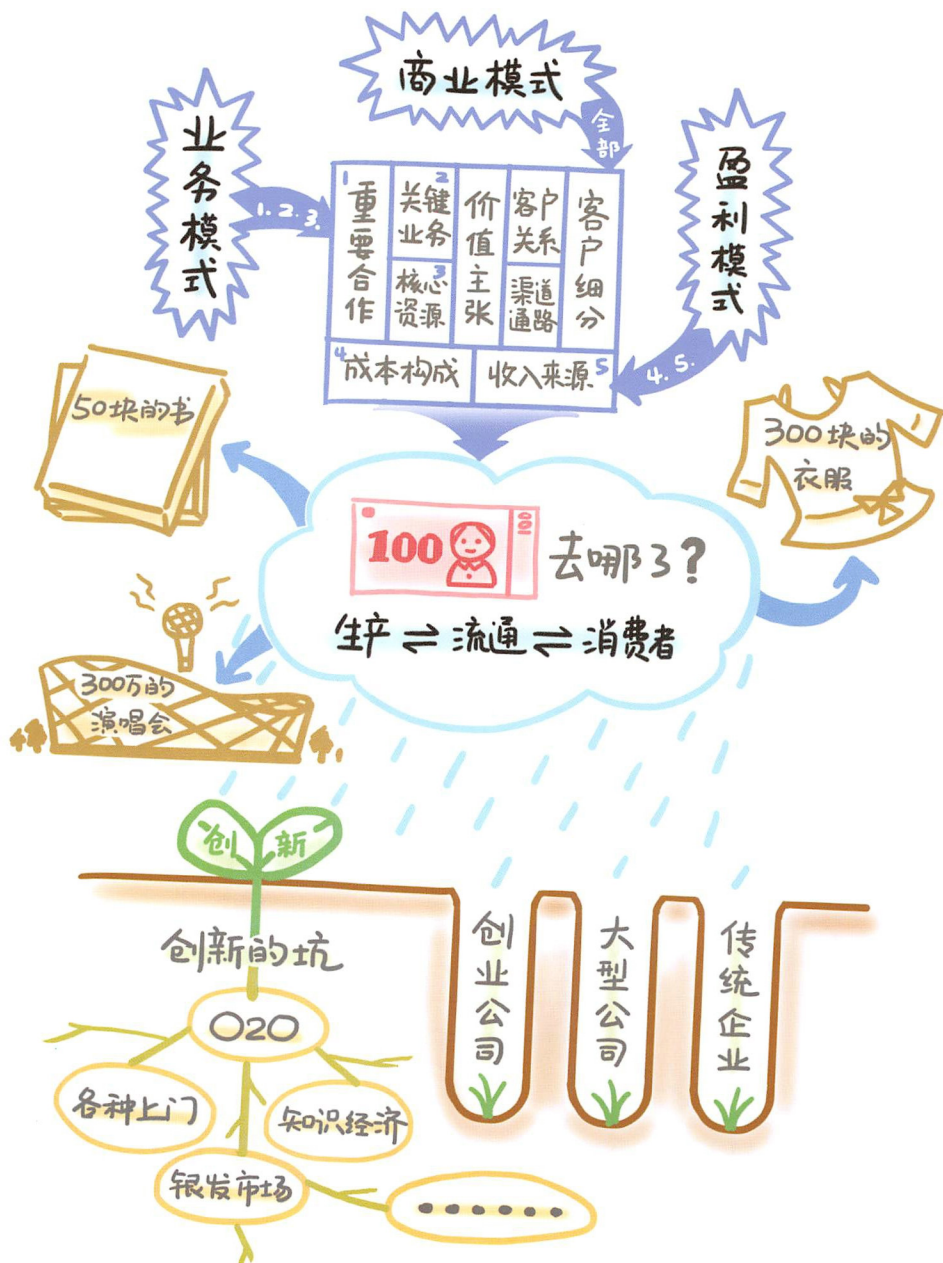 商业模式
全部
业务模式
1.2.3.
盈利模式
4.5.
1
重要合作
2
关键
业务
3
核心
资源
价值主张
客户
关系
渠道
通路
客户细分
4
成本构成
收入来源
5
50块的书
300块的
衣服
100
100
去哪了?
生产⇌流通⇌消费者
300万的
演唱会
创新
创新的坑
O2O
各种上门
知识经济
银发市场
••••••
创业公司
大型公司
传统企业